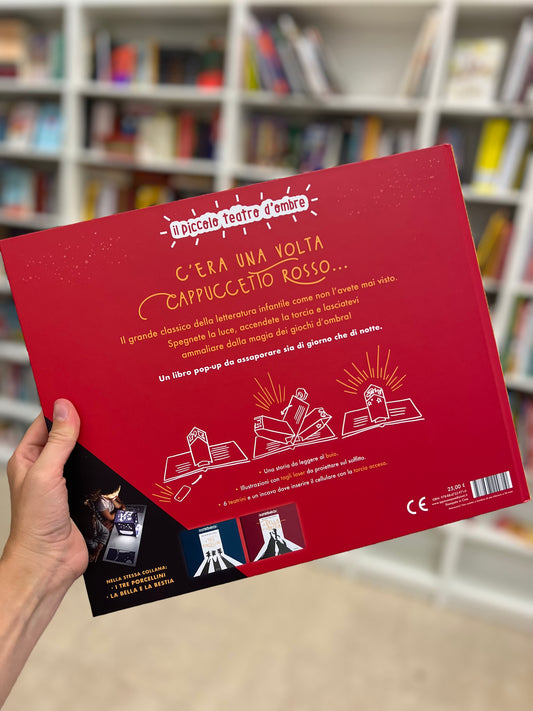 il piccolo teatro d'ombre
C'ERA UNA VOLTA
CAPPUCCETTO ROSSO...
Il grande classico della letteratura infantile come non l'avete mai visto.
Spegnete la luce, accendete la torcia e lasciatevi
ammaliare dalla magia dei giochi d'ombra!
Un libro pop-up da assaporare sia di giorno che di notte.
• Una storia da leggere al buio.
• Illustrazioni con tagli laser da proiettare sul soffitto.
• 6 teatrini e un incavo dove inserire il cellulare con la torcia accesa.
NELLA STESSA COLLANA:
• I TRE PORCELLINI
• LA BELLA E LA BESTIA
CE
25,00 €